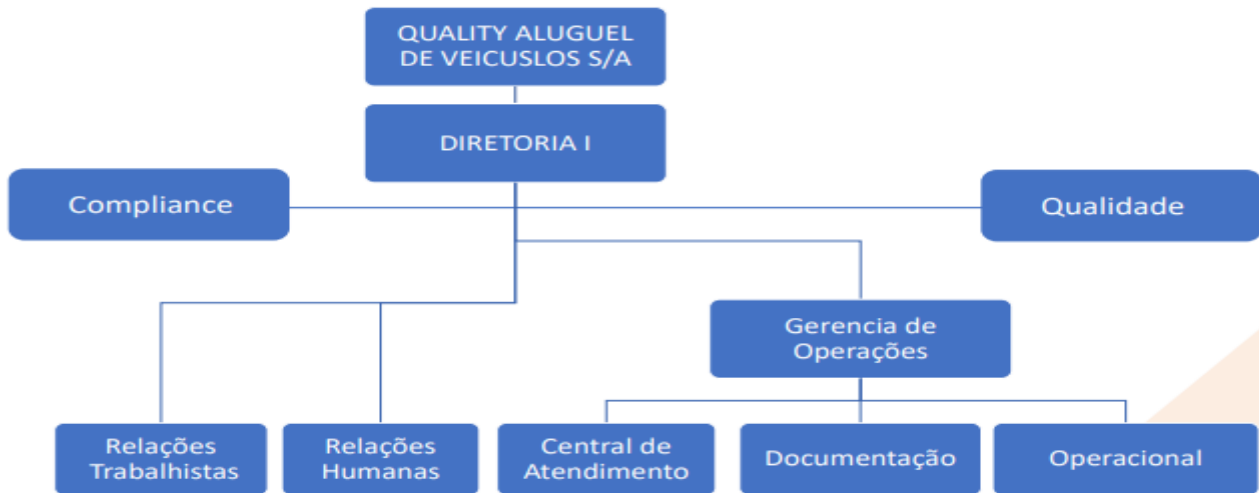 QUALITY ALUGUEL
DE VEICUSLOS S/A
DIRETORIA I
Compliance
Qualidade
Gerencia de
Operações
Relações
Trabalhistas
Relações
Humanas
Central de
Atendimento
Documentação
Operacional